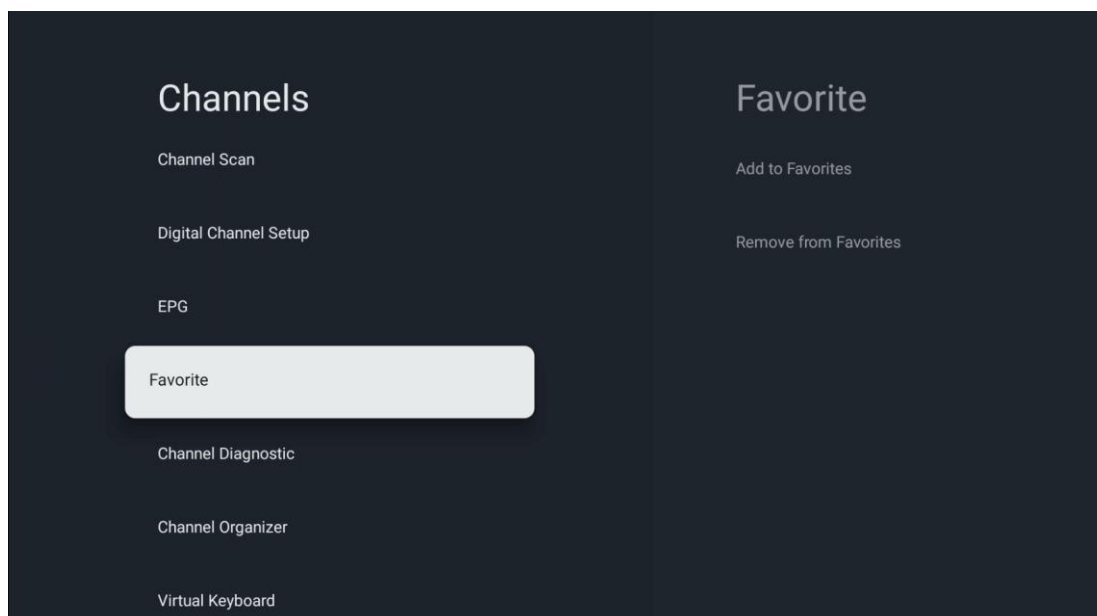 Channels
Channel Scan
Digital Channel Setup
EPG
Favorite
Channel Diagnostic
Channel Organizer
Virtual Keyboard
Favorite
Add to Favorites
Remove from Favorites